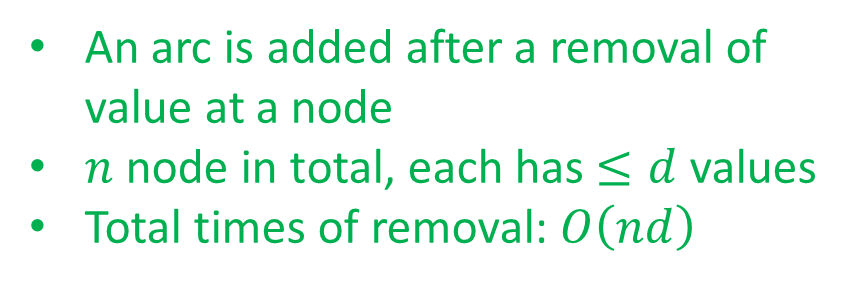 • An arc is added after a removal of
value at a node
• n node in total, each has ≤ d values
• Total times of removal: O(nd)